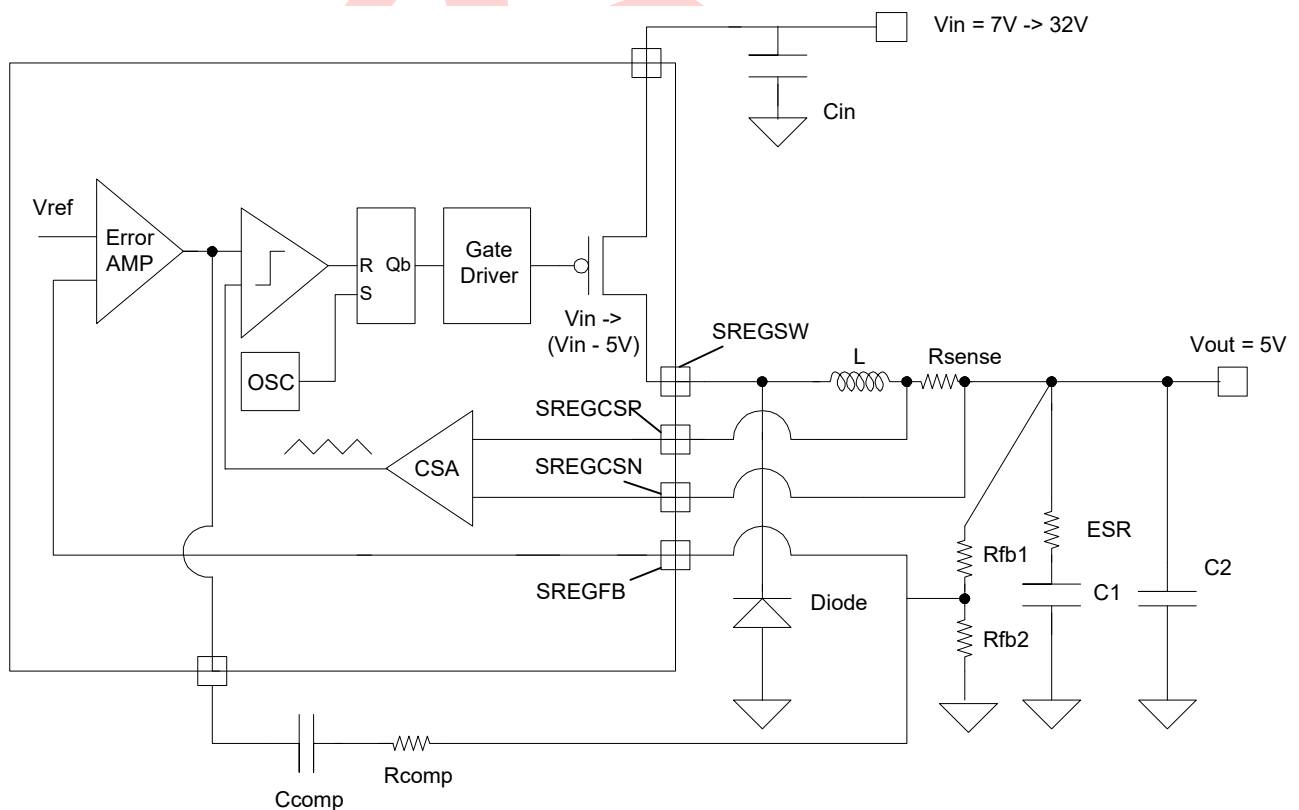 Vin = 7V -> 32V
Cin
Vref
Error
AMP
R
Qb
S
Gate
Driver
Vin ->
(Vin - 5V)
OSC
SREGSW
L
Rsense
Vout = 5V
SREGCSP
CSA
SREGCSN
SREGFB
Diode
Rfb1
ESR
C1
C2
Rfb2
Rcomp
Ccomp